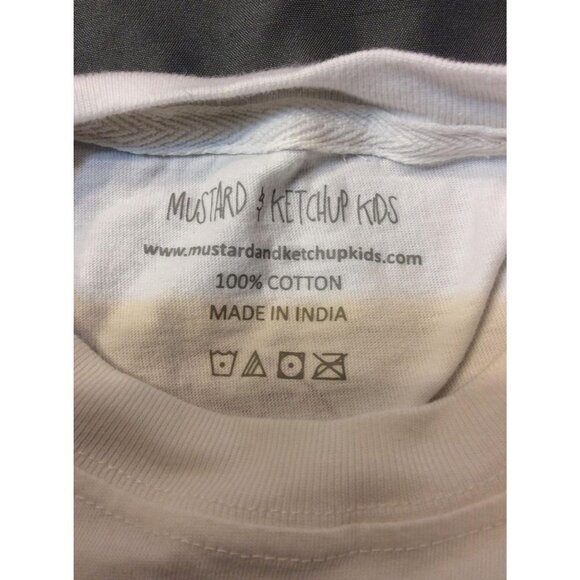 MUSTARD & KETCHUP KIDS
www.mustardandketchupkids.com
100% COTTON
MADE IN INDIA